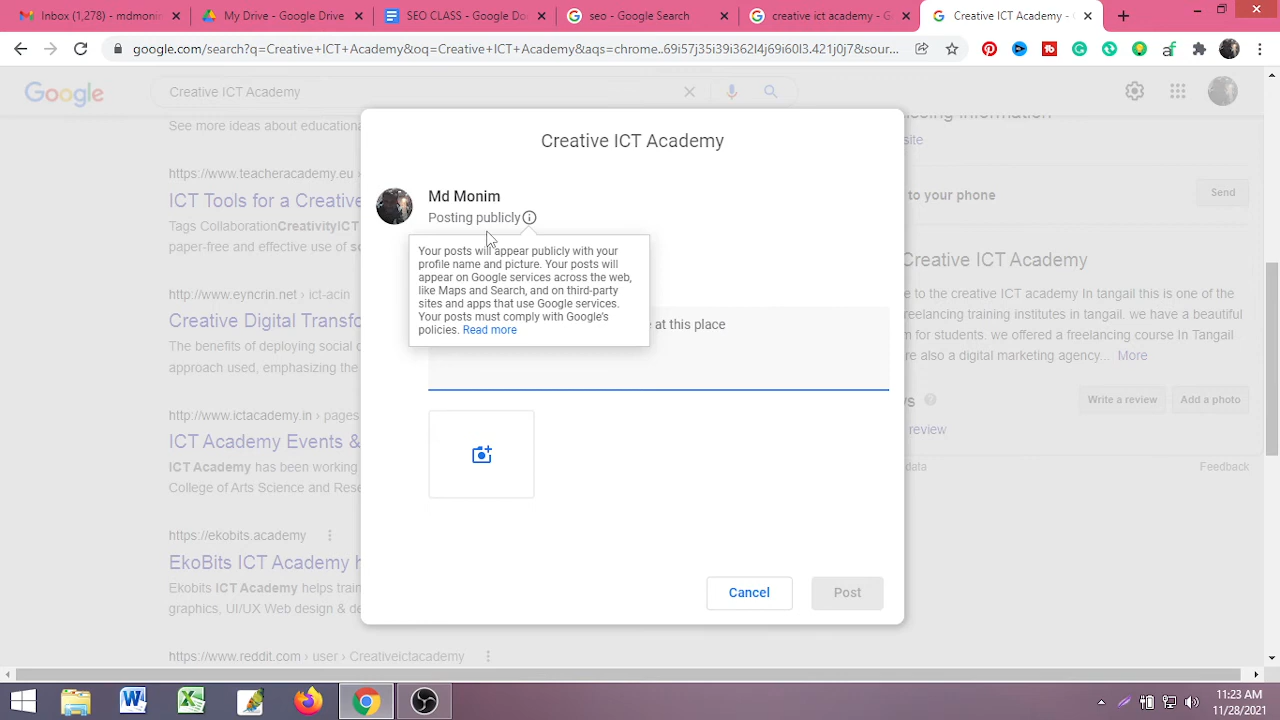 (1,278) - mdmonim
My Drive - Google Drive
SEO CLASS - Google Docs
seo - Google Search
creative ict academy - G
Creative ICT Academy -
google.com/search?q=Creative+ICT+Academy&oq=Creative+ICT+Academy&aqs=chrome..69i57j35i39i362l4j69i60l3.421j0j7&sour...
Google
Creative ICT Academy
See more ideas about educationa
https://www.teacheracademy.eu
ICT Tools for a Creative
Tags CollaborationCreativityICT
paper-free and effective use of
http://www.eyncrin.net › ict-acin
Creative Digital Transfo
The benefits of deploying social
approach used, emphasizing the
http://www.ictacademy.in › pages
ICT Academy Events &
ICT Academy has been working
College of Arts Science and Rese
https://ekobits.academy
EkoBits ICT Academy
Ekobits ICT Academy helps train
graphics, UI/UX Web design & de
https://www.reddit.com › user › Creativeictacademy
Creative ICT Academy
Md Monim
Posting publicly
Your posts will appear publicly with your
profile name and picture. Your posts will
appear on Google services across the web,
like Maps and Search, and on third-party
sites and apps that use Google services.
Your posts must comply with Google's
policies. Read more
at this place
Cancel
Post
information
site
to your phone
Send
Creative ICT Academy
e to the creative ICT academy In tangail this is one of the
freelancing training institutes in tangail. we have a beautiful
m for students. we offered a freelancing course In Tangail
re also a digital marketing agency... More
ws
Write a review
Add a photo
review
data
Feedback
11:23 AM
11/28/2021